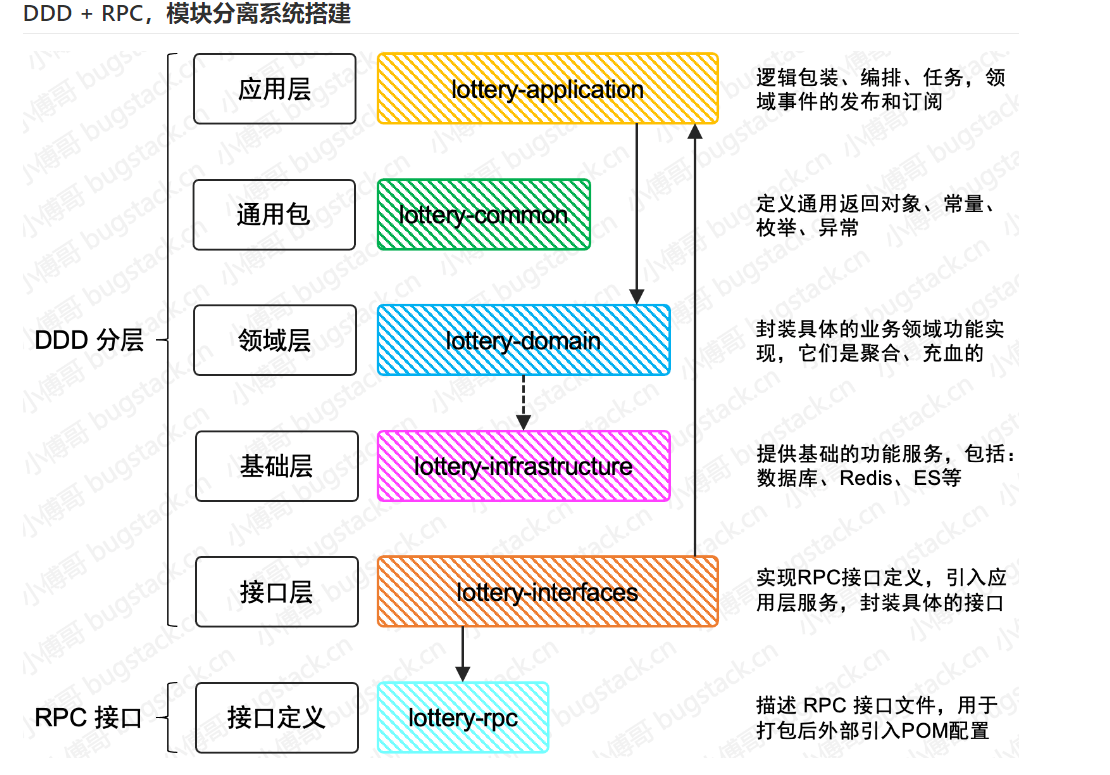 DDD + RPC，模块分离系统搭建
应用层
lottery-application
逻辑包装、编排、任务，领
域事件的发布和订阅
通用包
lottery-common
定义通用返回对象、常量、
枚举、异常
DDD 分层
领域层
lottery-domain
封装具体的业务领域功能实
现，它们是聚合、充血的
基础层
lottery-infrastructure
提供基础的功能服务，包括：
数据库、Redis、ES等
接口层
lottery-interfaces
实现RPC接口定义，引入应
用层服务，封装具体的接口
RPC 接口
接口定义
lottery-rpc
描述 RPC 接口文件，用于
打包后外部引入POM配置
小傅哥 bugstack.cn